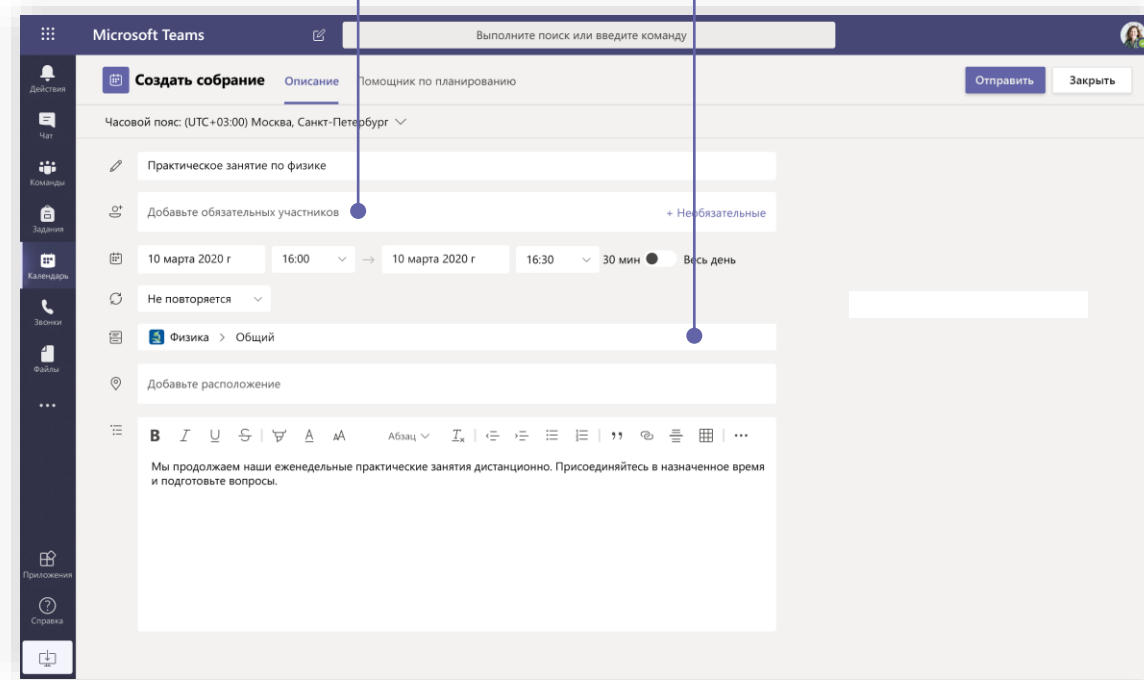 Microsoft Teams
Выполните поиск или введите команду
Действия
Чат
Команды
Задания
Календарь
Звонки
Файлы
Приложения
Справка
Создать собрание Описание Помощник по планированию Отправить Закрыть
Часовой пояс: (UTC+03:00) Москва, Санкт-Петербург
Практическое занятие по физике
Добавьте обязательных участников + Необязательные
10 марта 2020 г 16:00 → 10 марта 2020 г 16:30 30 мин Весь день
Не повторяется
Физика > Общий
Добавьте расположение
B I U S A AA Абзац Ix
Мы продолжаем наши еженедельные практические занятия дистанционно. Присоединяйтесь в назначенное время
и подготовьте вопросы.